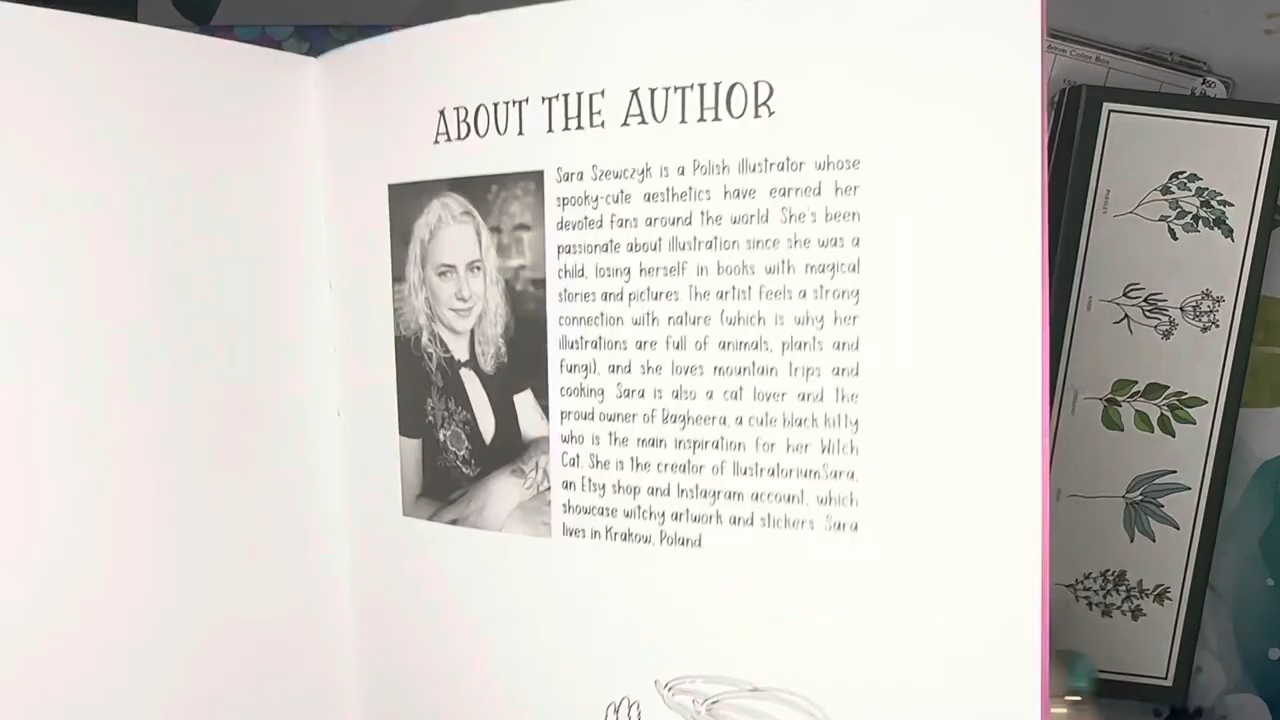 ABOUT THE AUTHOR
Sara Szewczyk is a Polish illustrator whose
spooky-cute aesthetics have earned her
devoted fans around the world. She's been
passionate about illustration since she was a
child, losing herself in books with magical
stories and pictures. The artist feels a strong
connection with nature (which is why her
illustrations are full of animals, plants and
fungi), and she loves mountain trips and
cooking. Sara is also a cat lover and the
proud owner of Bagheera, a cute black kitty
who is the main inspiration for her Witch
Cat. She is the creator of IlustratoriumSara,
an Etsy shop and Instagram account, which
showcase witchy artwork and stickers. Sara
lives in Krakow, Poland.
Color Box
$50
PARSLEY